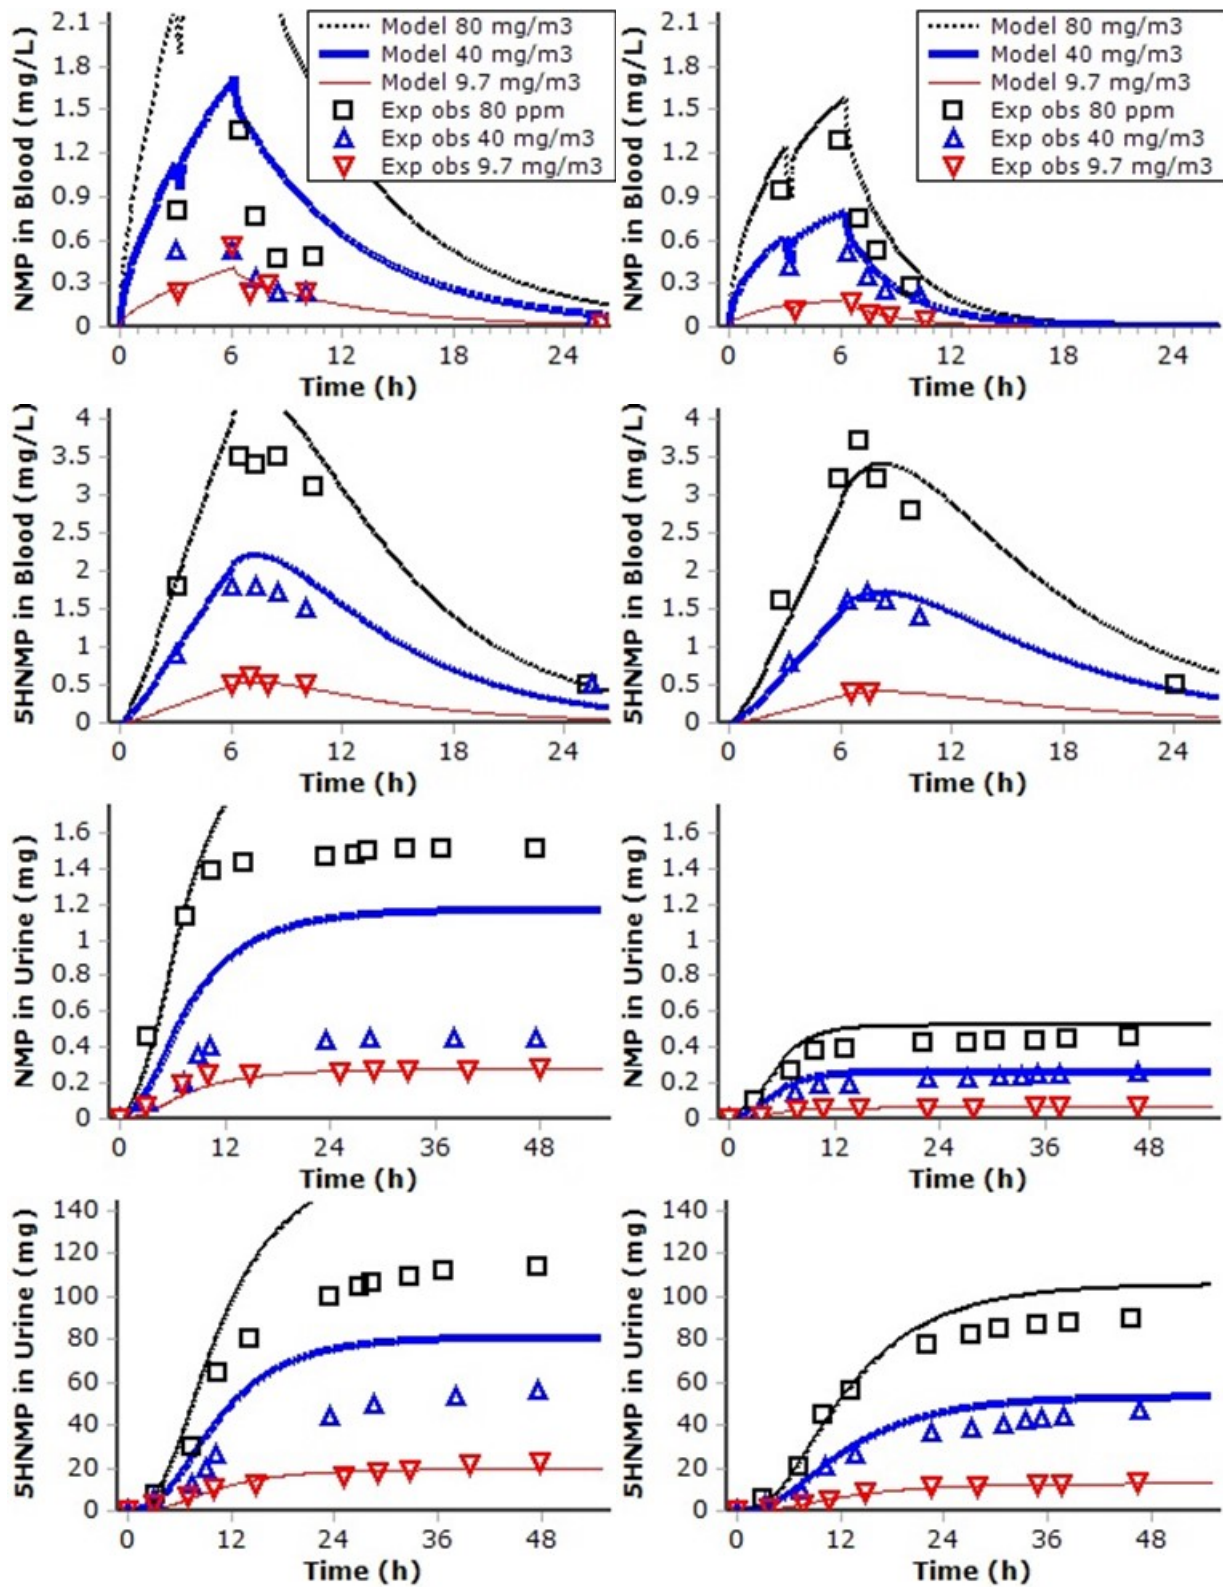 NMP in Blood (mg/L)
2.1
1.8
1.5
1.2
0.9
0.6
0.3
0
0 6 12 18 24
Time (h)
Model 80 mg/m3
Model 40 mg/m3
Model 9.7 mg/m3
Exp obs 80 ppm
Exp obs 40 mg/m3
Exp obs 9.7 mg/m3
NMP in Blood (mg/L)
2.1
1.8
1.5
1.2
0.9
0.6
0.3
0
0 6 12 18 24
Time (h)
Model 80 mg/m3
Model 40 mg/m3
Model 9.7 mg/m3
Exp obs 80 ppm
Exp obs 40 mg/m3
Exp obs 9.7 mg/m3
5HNMP in Blood (mg/L)
4
3.5
3
2.5
2
1.5
1
0.5
0
0 6 12 18 24
Time (h)
5HNMP in Blood (mg/L)
4
3.5
3
2.5
2
1.5
1
0.5
0
0 6 12 18 24
Time (h)
NMP in Urine (mg)
1.6
1.4
1.2
1
0.8
0.6
0.4
0.2
0
0 12 24 36 48
Time (h)
NMP in Urine (mg)
1.6
1.4
1.2
1
0.8
0.6
0.4
0.2
0
0 12 24 36 48
Time (h)
5HNMP in Urine (mg)
140
120
100
80
60
40
20
0
0 12 24 36 48
Time (h)
5HNMP in Urine (mg)
140
120
100
80
60
40
20
0
0 12 24 36 48
Time (h)